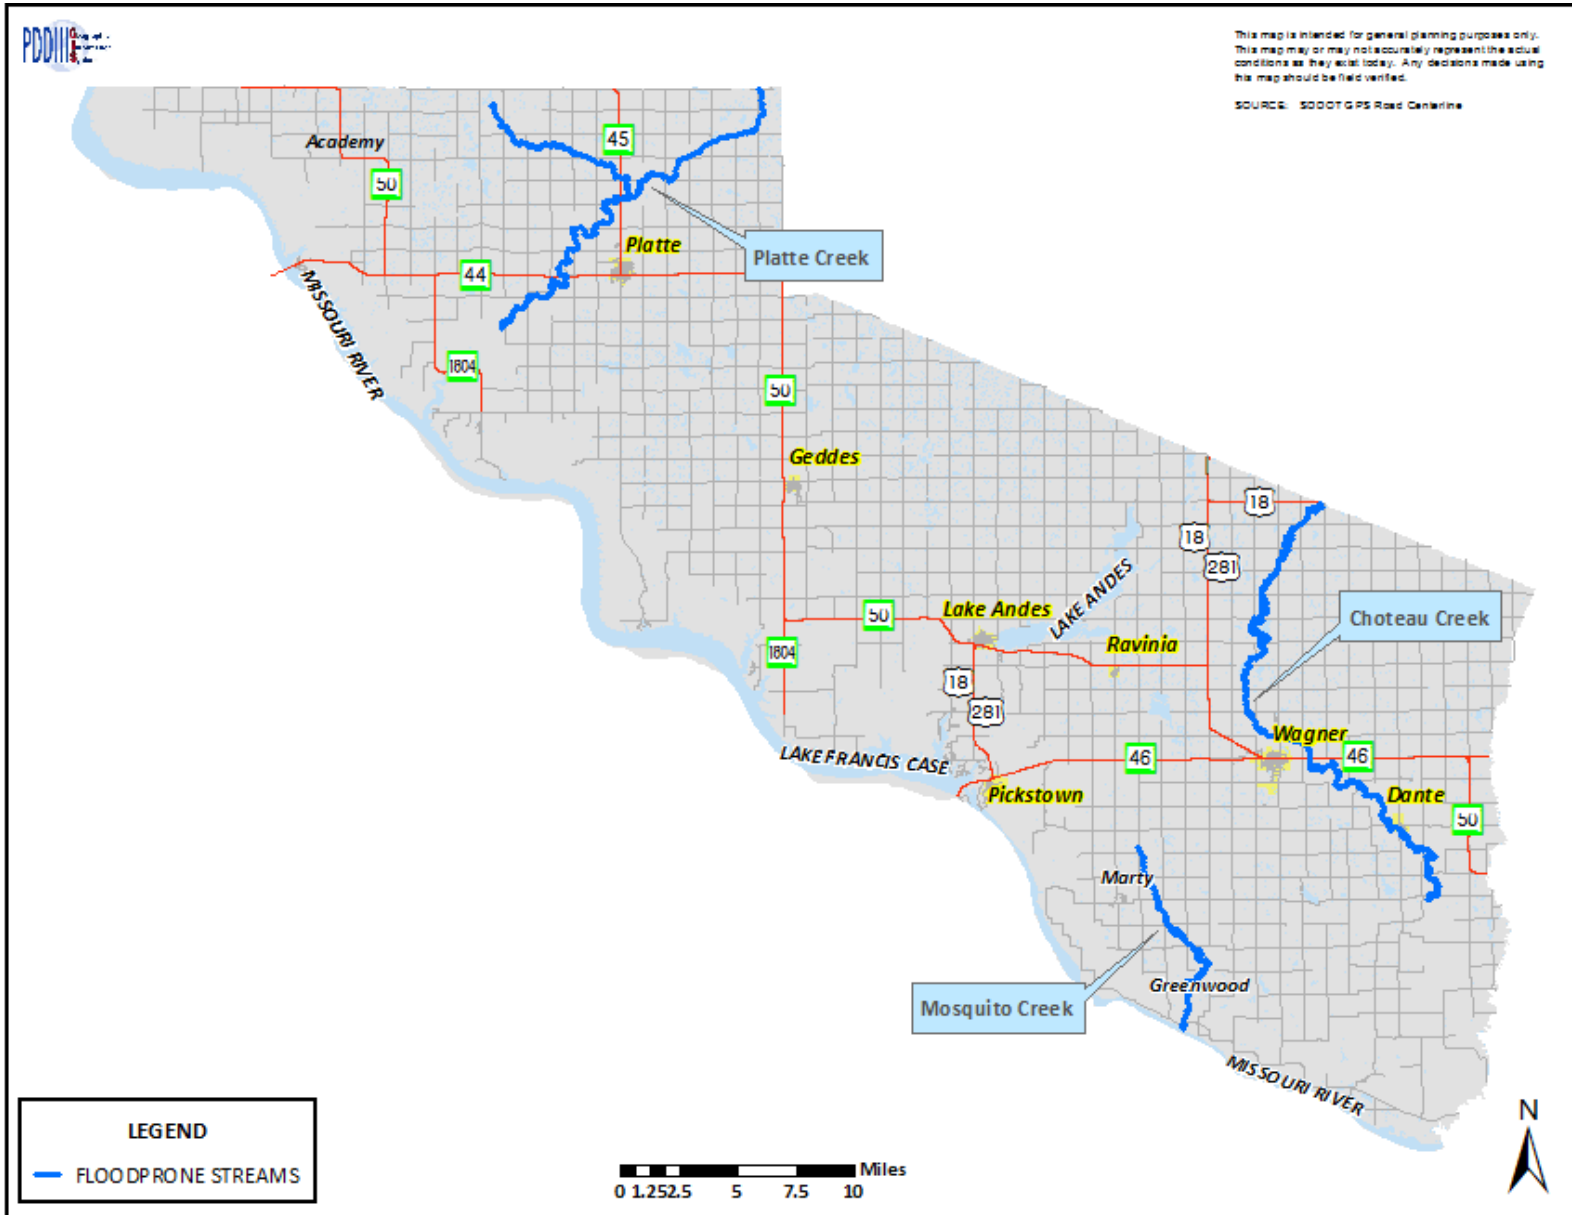 PDDIII
This map is intended for general planning purposes only.
This map may or may not accurately represent the actual
conditions as they exist today. Any decisions made using
this map should be field verified.
SOURCE: SDDOT GPS Road Centerline
Academy
45
50
Platte
Platte Creek
44
MISSOURI RIVER
1804
50
Geddes
18
18
281
LAKE ANDES
Lake Andes
50
Choteau Creek
Ravinia
1804
18
281
Wagner
LAKE FRANCIS CASE
46
46
Pickstown
Dante
50
Marty
Greenwood
Mosquito Creek
MISSOURI RIVER
N
LEGEND
FLOODPRONE STREAMS
Miles
0 1.252.5 5 7.5 10